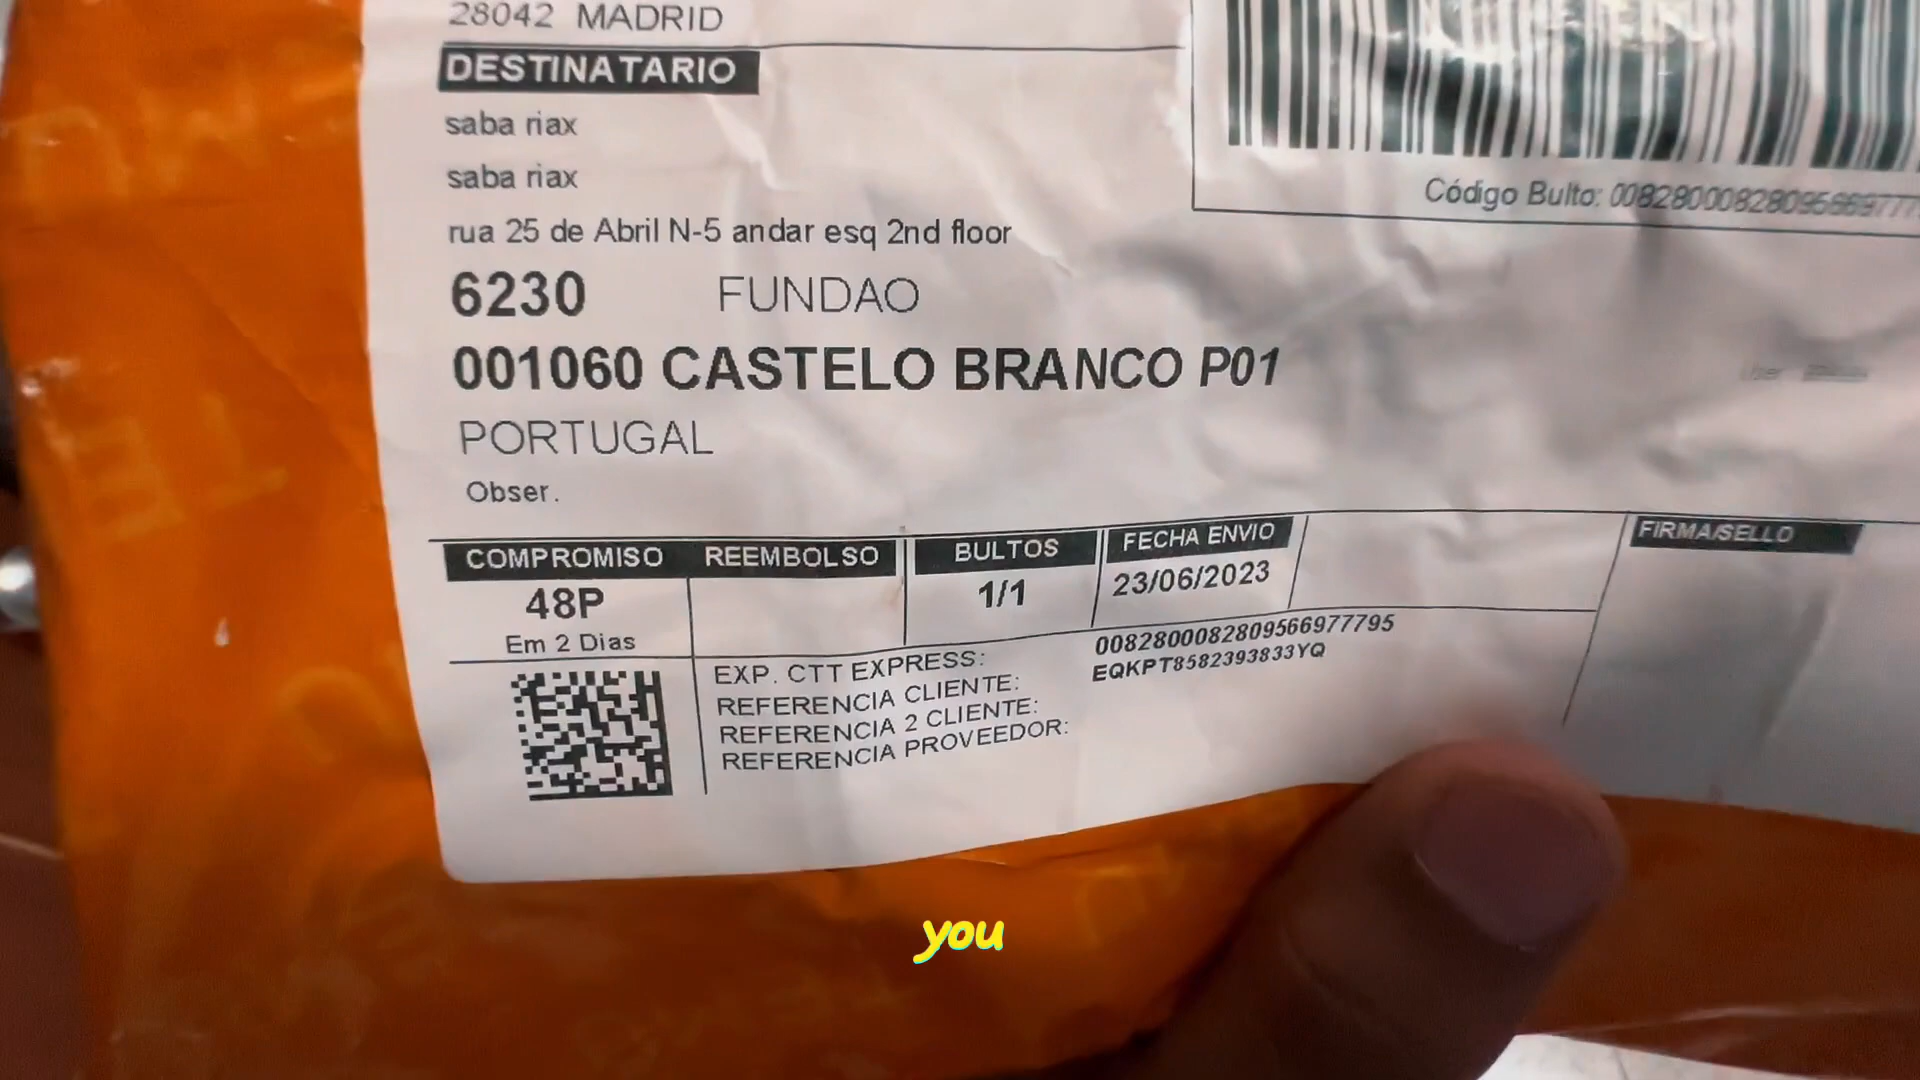 28042 MADRID
DESTINATARIO
saba riax
saba riax
rua 25 de Abril N-5 andar esq 2nd floor
6230 FUNDAO
001060 CASTELO BRANCO P01
PORTUGAL
Obser.
Código Bulto:
COMPROMISO REEMBOLSO BULTOS FECHA ENVIO FIRMA/SELLO
48P 1/1 23/06/2023
Em 2 Dias
EXP. CTT EXPRESS: 0082800082809566977795
REFERENCIA CLIENTE: EQKPT8582393833YQ
REFERENCIA 2 CLIENTE:
REFERENCIA PROVEEDOR:
you